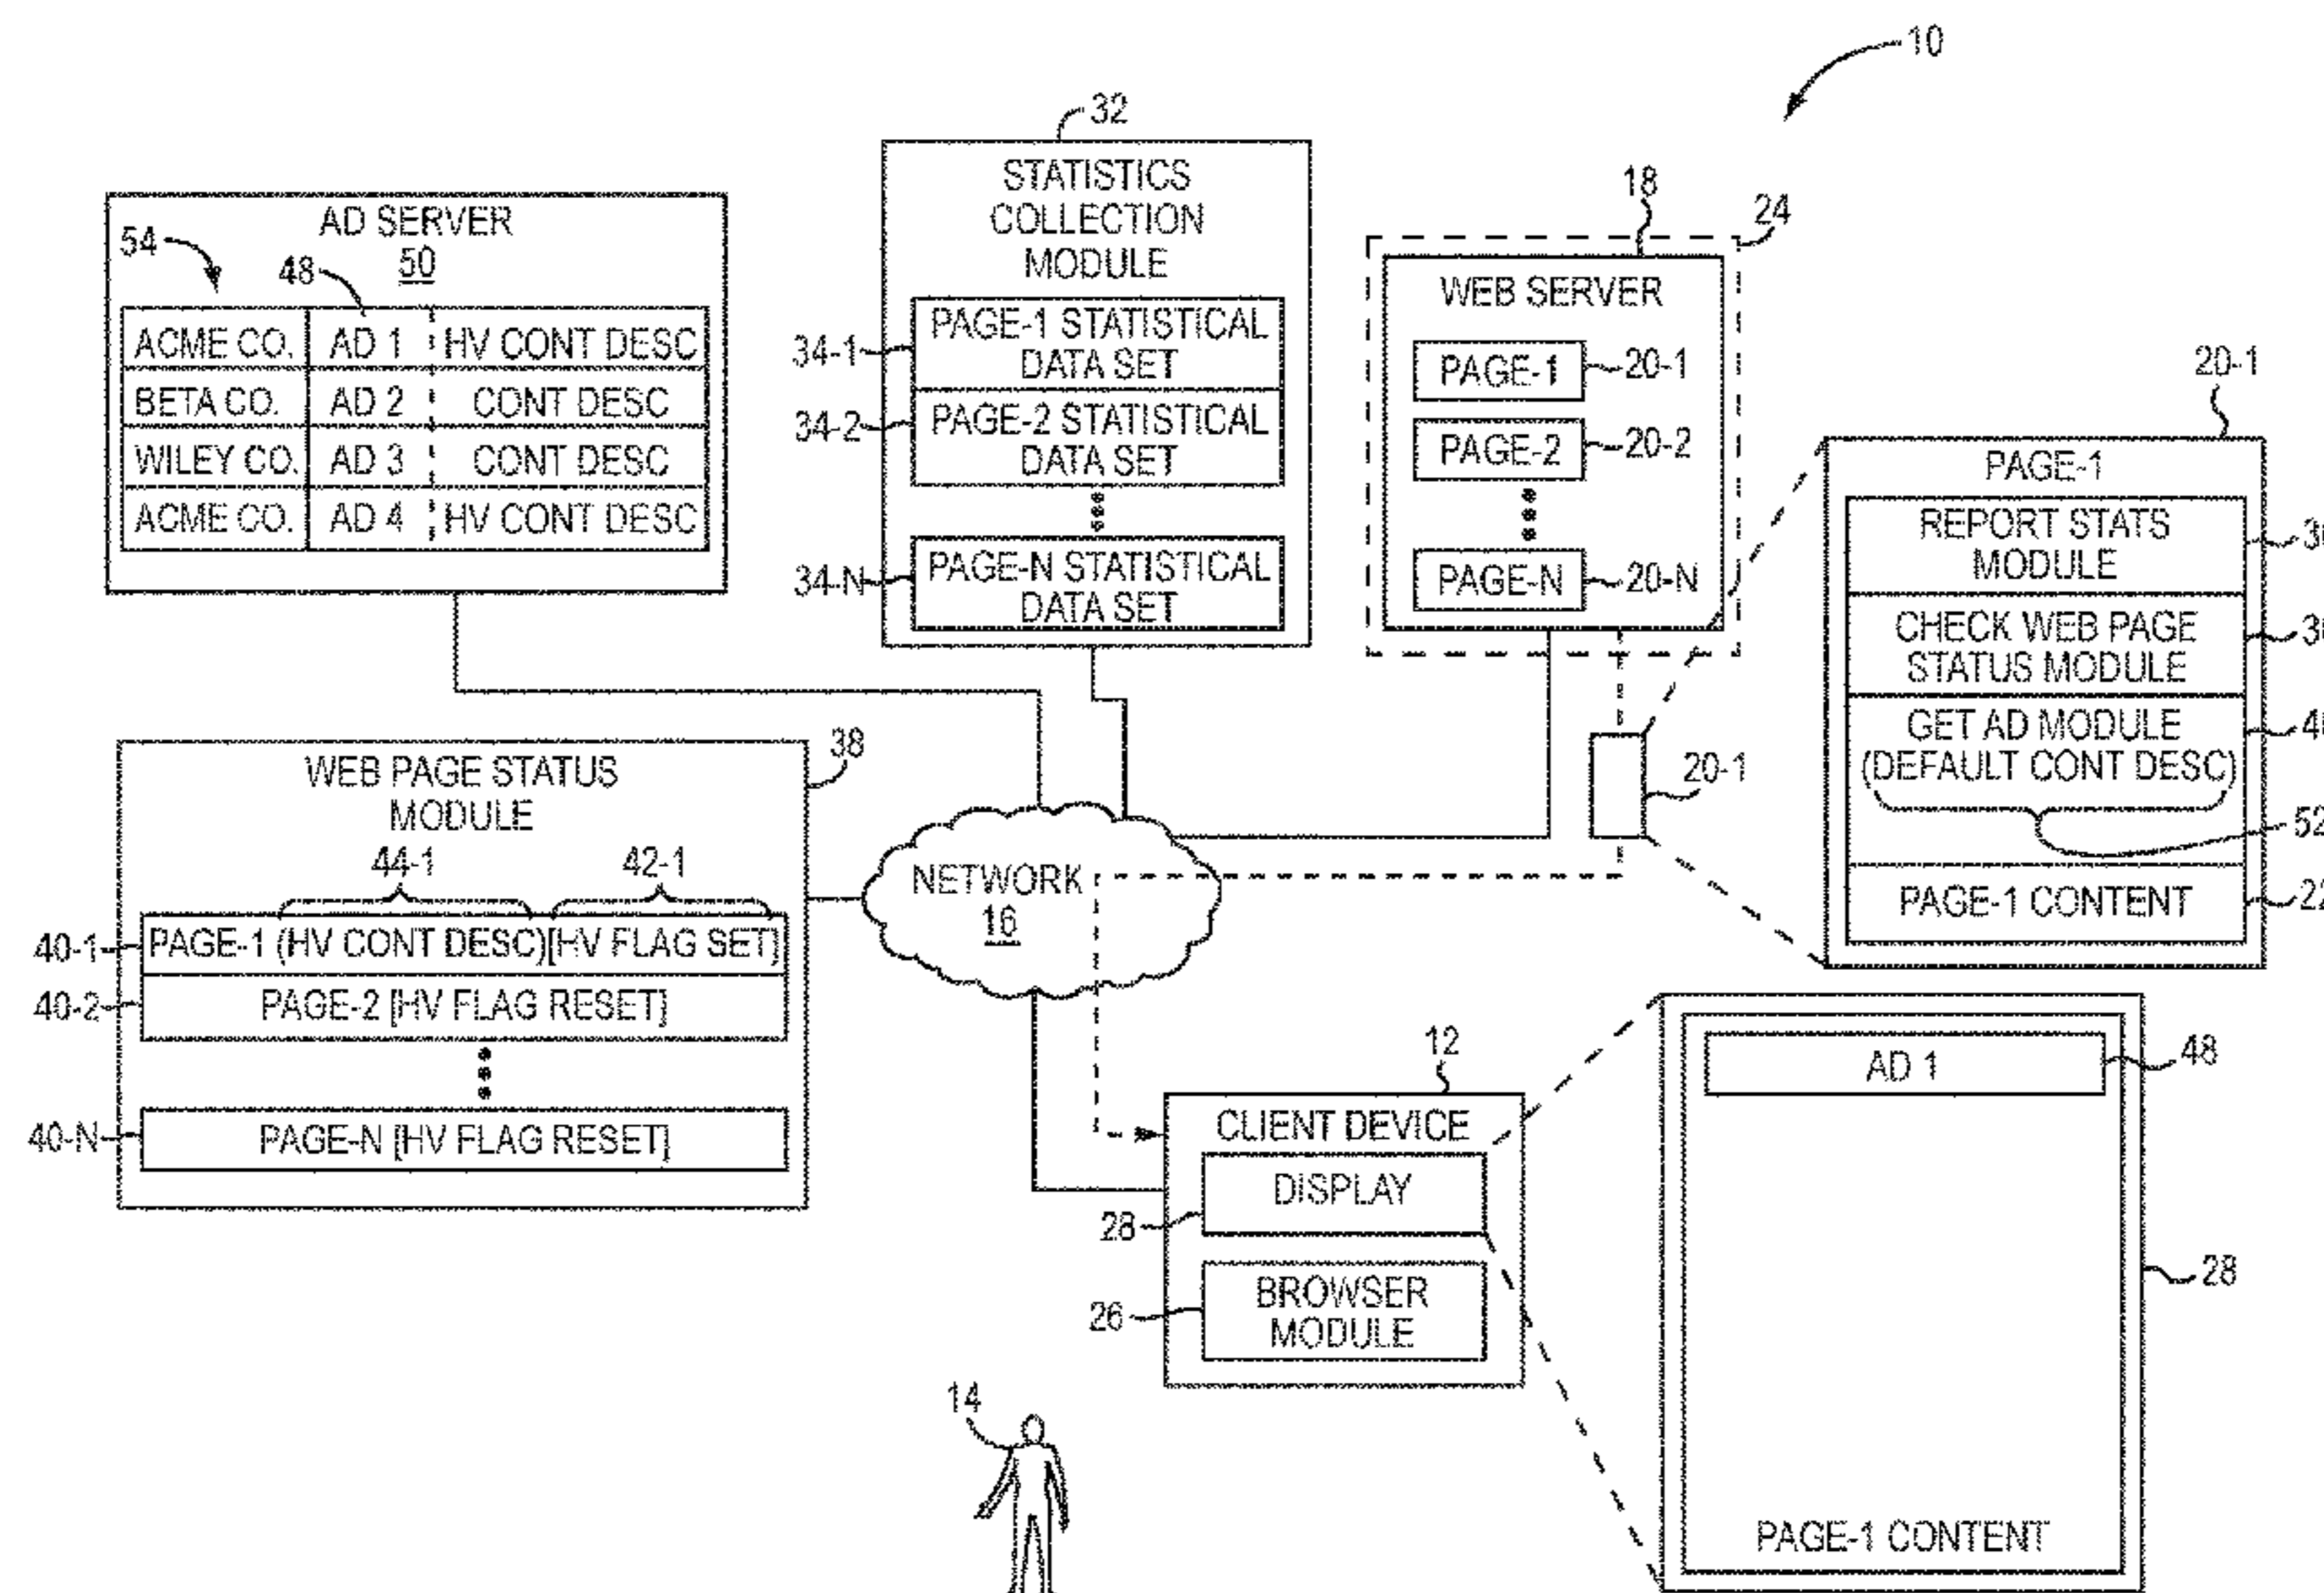 10
32
STATISTICS
COLLECTION
MODULE
PAGE-1 STATISTICAL
DATA SET
34-1
PAGE-2 STATISTICAL
DATA SET
34-2
PAGE-N STATISTICAL
DATA SET
34-N
AD SERVER
50
54
48
ACME CO. AD 1 HV CONT DESC
BETA CO. AD 2 CONT DESC
WILEY CO. AD 3 CONT DESC
ACME CO. AD 4 HV CONT DESC
18
24
WEB SERVER
PAGE-1 20-1
PAGE-2 20-2
PAGE-N 20-N
20-1
20-1
PAGE-1
REPORT STATS
MODULE
CHECK WEB PAGE
STATUS MODULE
GET AD MODULE
(DEFAULT CONT DESC)
52
PAGE-1 CONTENT
22
38
WEB PAGE STATUS
MODULE
44-1 42-1
40-1 PAGE-1 (HV CONT DESC)[HV FLAG SET]
40-2 PAGE-2 [HV FLAG RESET]
40-N PAGE-N [HV FLAG RESET]
NETWORK
16
12
CLIENT DEVICE
DISPLAY
28
BROWSER
MODULE
26
14
AD 1
48
28
PAGE-1 CONTENT